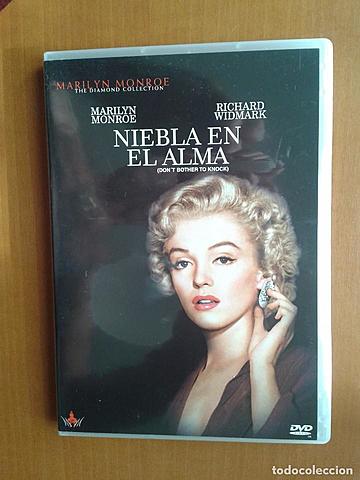 MARILYN MONROE
THE DIAMOND COLLECTION
MARILYN MONROE
RICHARD WIDMARK
NIEBLA EN
EL ALMA
(DON'T BOTHER TO KNOCK)
DVD
todocoleccion